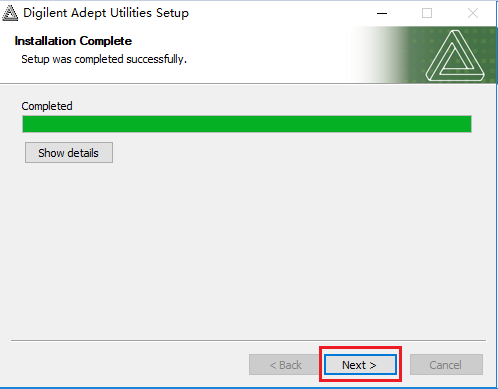 Digilent Adept Utilities Setup
Installation Complete
Setup was completed successfully.
Completed
Show details
< Back
Next >
Cancel